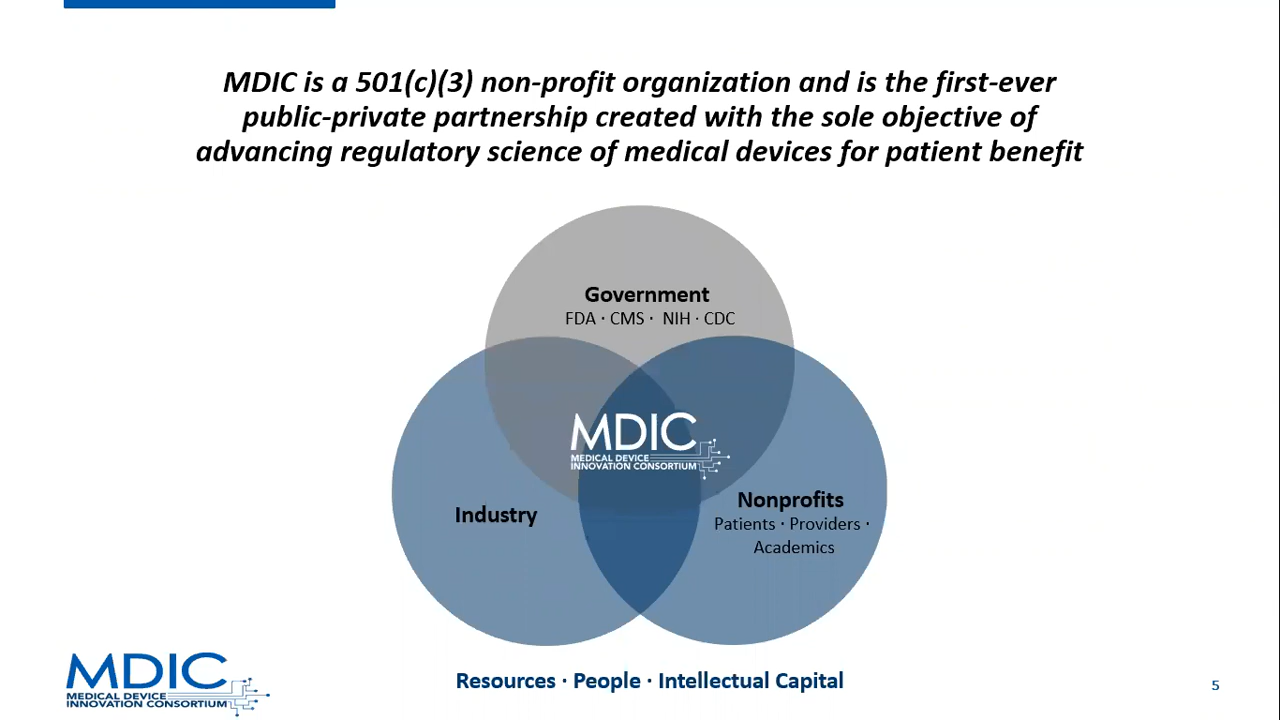 MDIC is a 501(c)(3) non-profit organization and is the first-ever
public-private partnership created with the sole objective of
advancing regulatory science of medical devices for patient benefit
Government
FDA · CMS · NIH · CDC
MDIC
MEDICAL DEVICE
INNOVATION CONSORTIUM
Industry
Nonprofits
Patients · Providers ·
Academics
MDIC
MEDICAL DEVICE
INNOVATION CONSORTIUM
Resources · People · Intellectual Capital
5